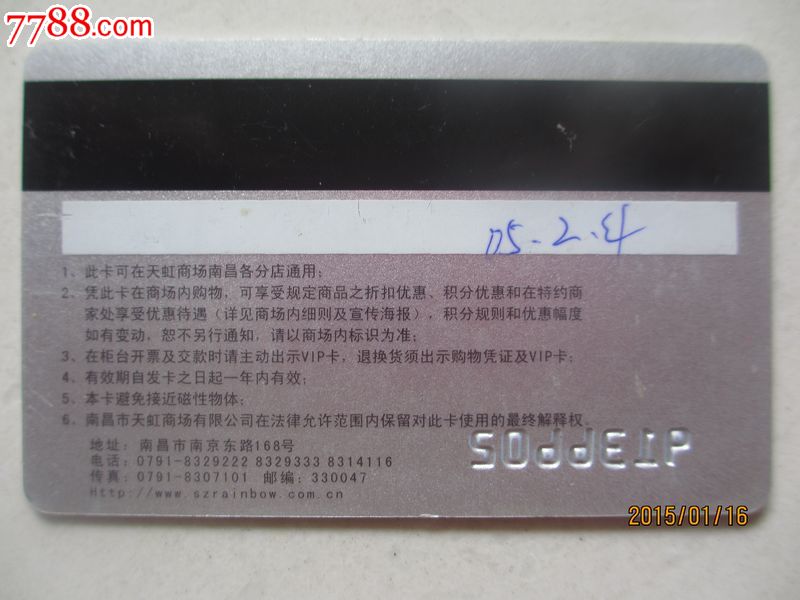 7788.com
05.2.4
1、此卡可在天虹商场南昌各分店通用；
2、凭此卡在商场内购物，可享受规定商品之折扣优惠、积分优惠和在特约商
家处享受优惠待遇（详见商场内细则及宣传海报），积分规则和优惠幅度
如有变动，恕不另行通知，请以商场内标识为准；
3、在柜台开票及交款时请主动出示VIP卡，退换货须出示购物凭证及VIP卡；
4、有效期自发卡之日起一年内有效；
5、本卡避免接近磁性物体；
6、南昌市天虹商场有限公司在法律允许范围内保留对此卡使用的最终解释权。
地址：南昌市南京东路168号
电话：0791-8329222 8329333 8314116
传真：0791-8307101 邮编：330047
Http://www.szrainbow.com.cn
2015/01/16